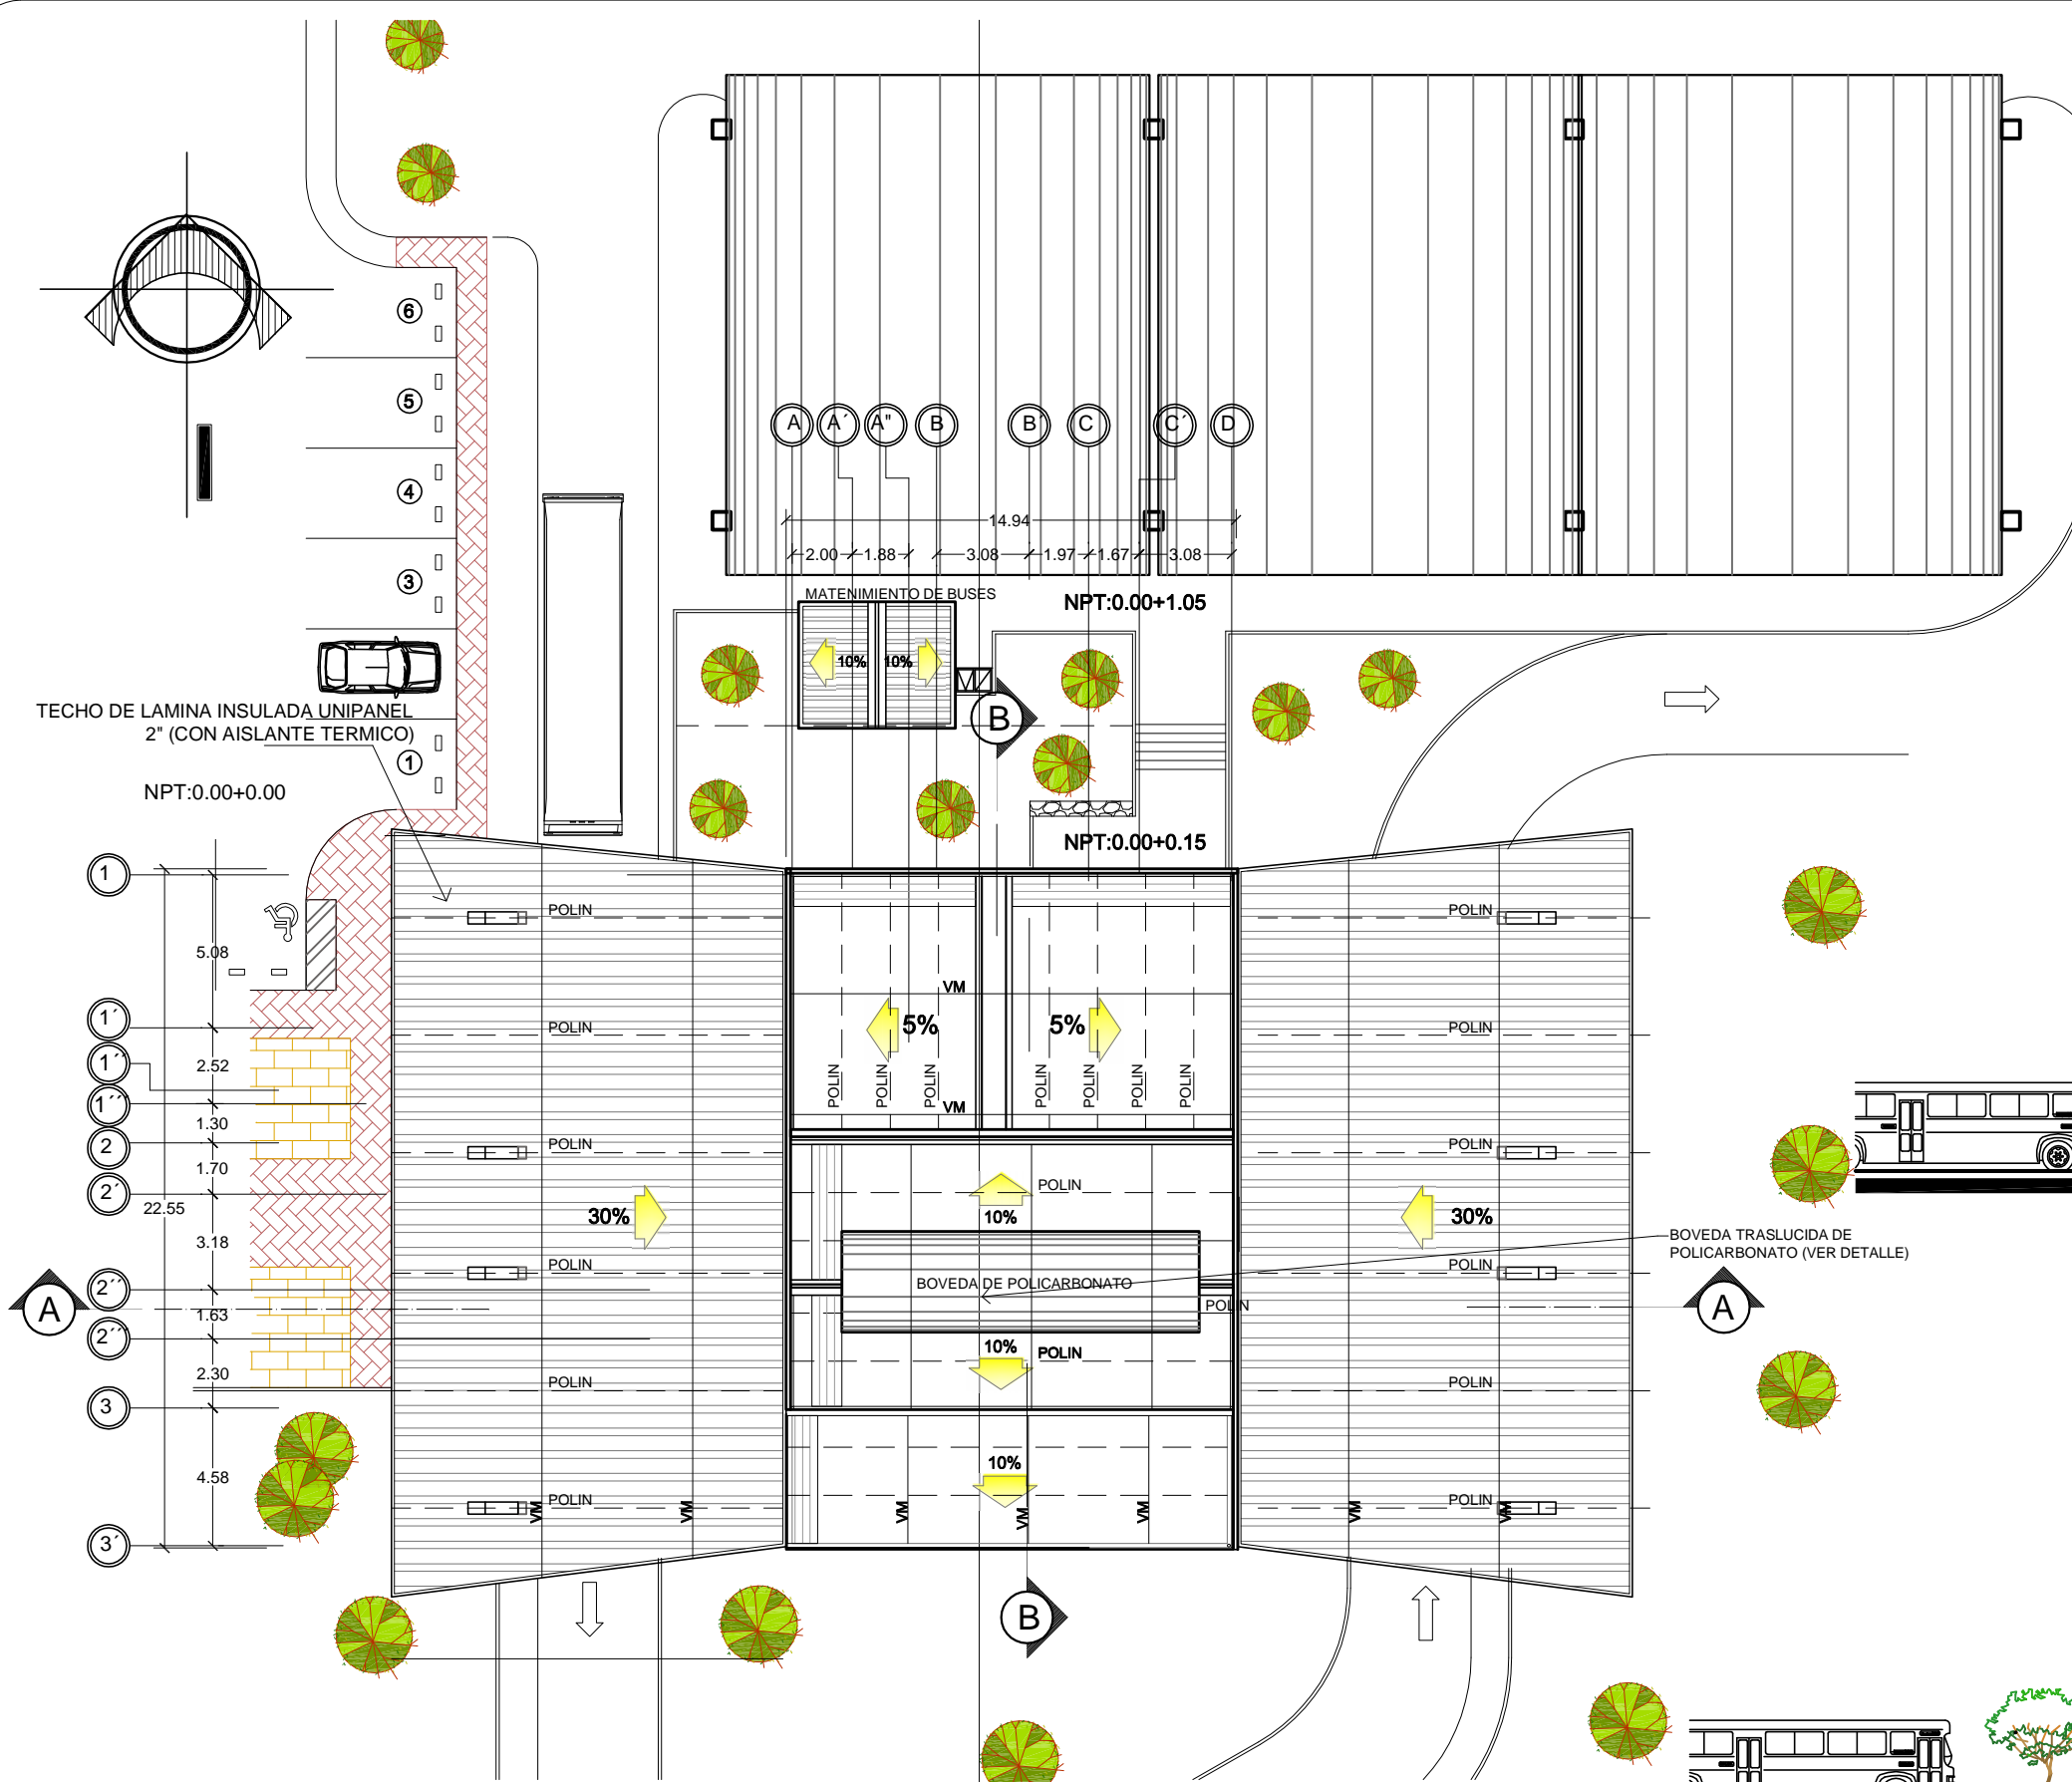 6
5
4
3
1
A
A´
A"
B
B´
C
C´
D
14.94
2.00
1.88
3.08
1.97
1.67
3.08
MATENIMIENTO DE BUSES
NPT:0.00+1.05
10%
10%
B
TECHO DE LAMINA INSULADA UNIPANEL
2" (CON AISLANTE TERMICO)
NPT:0.00+0.00
NPT:0.00+0.15
1
1´
1´´
1´´´
2
2´
2´´
2´´´
3
3´
5.08
2.52
1.30
1.70
3.18
1.63
2.30
4.58
22.55
A
POLIN
POLIN
POLIN
POLIN
POLIN
POLIN
30%
VM
VM
VM
5%
5%
POLIN
POLIN
POLIN
POLIN
POLIN
POLIN
POLIN
VM
POLIN
10%
BOVEDA DE POLICARBONATO
POLIN
10%
POLIN
10%
VM
VM
VM
B
POLIN
POLIN
POLIN
30%
POLIN
POLIN
POLIN
VM
VM
BOVEDA TRASLUCIDA DE
POLICARBONATO (VER DETALLE)
A